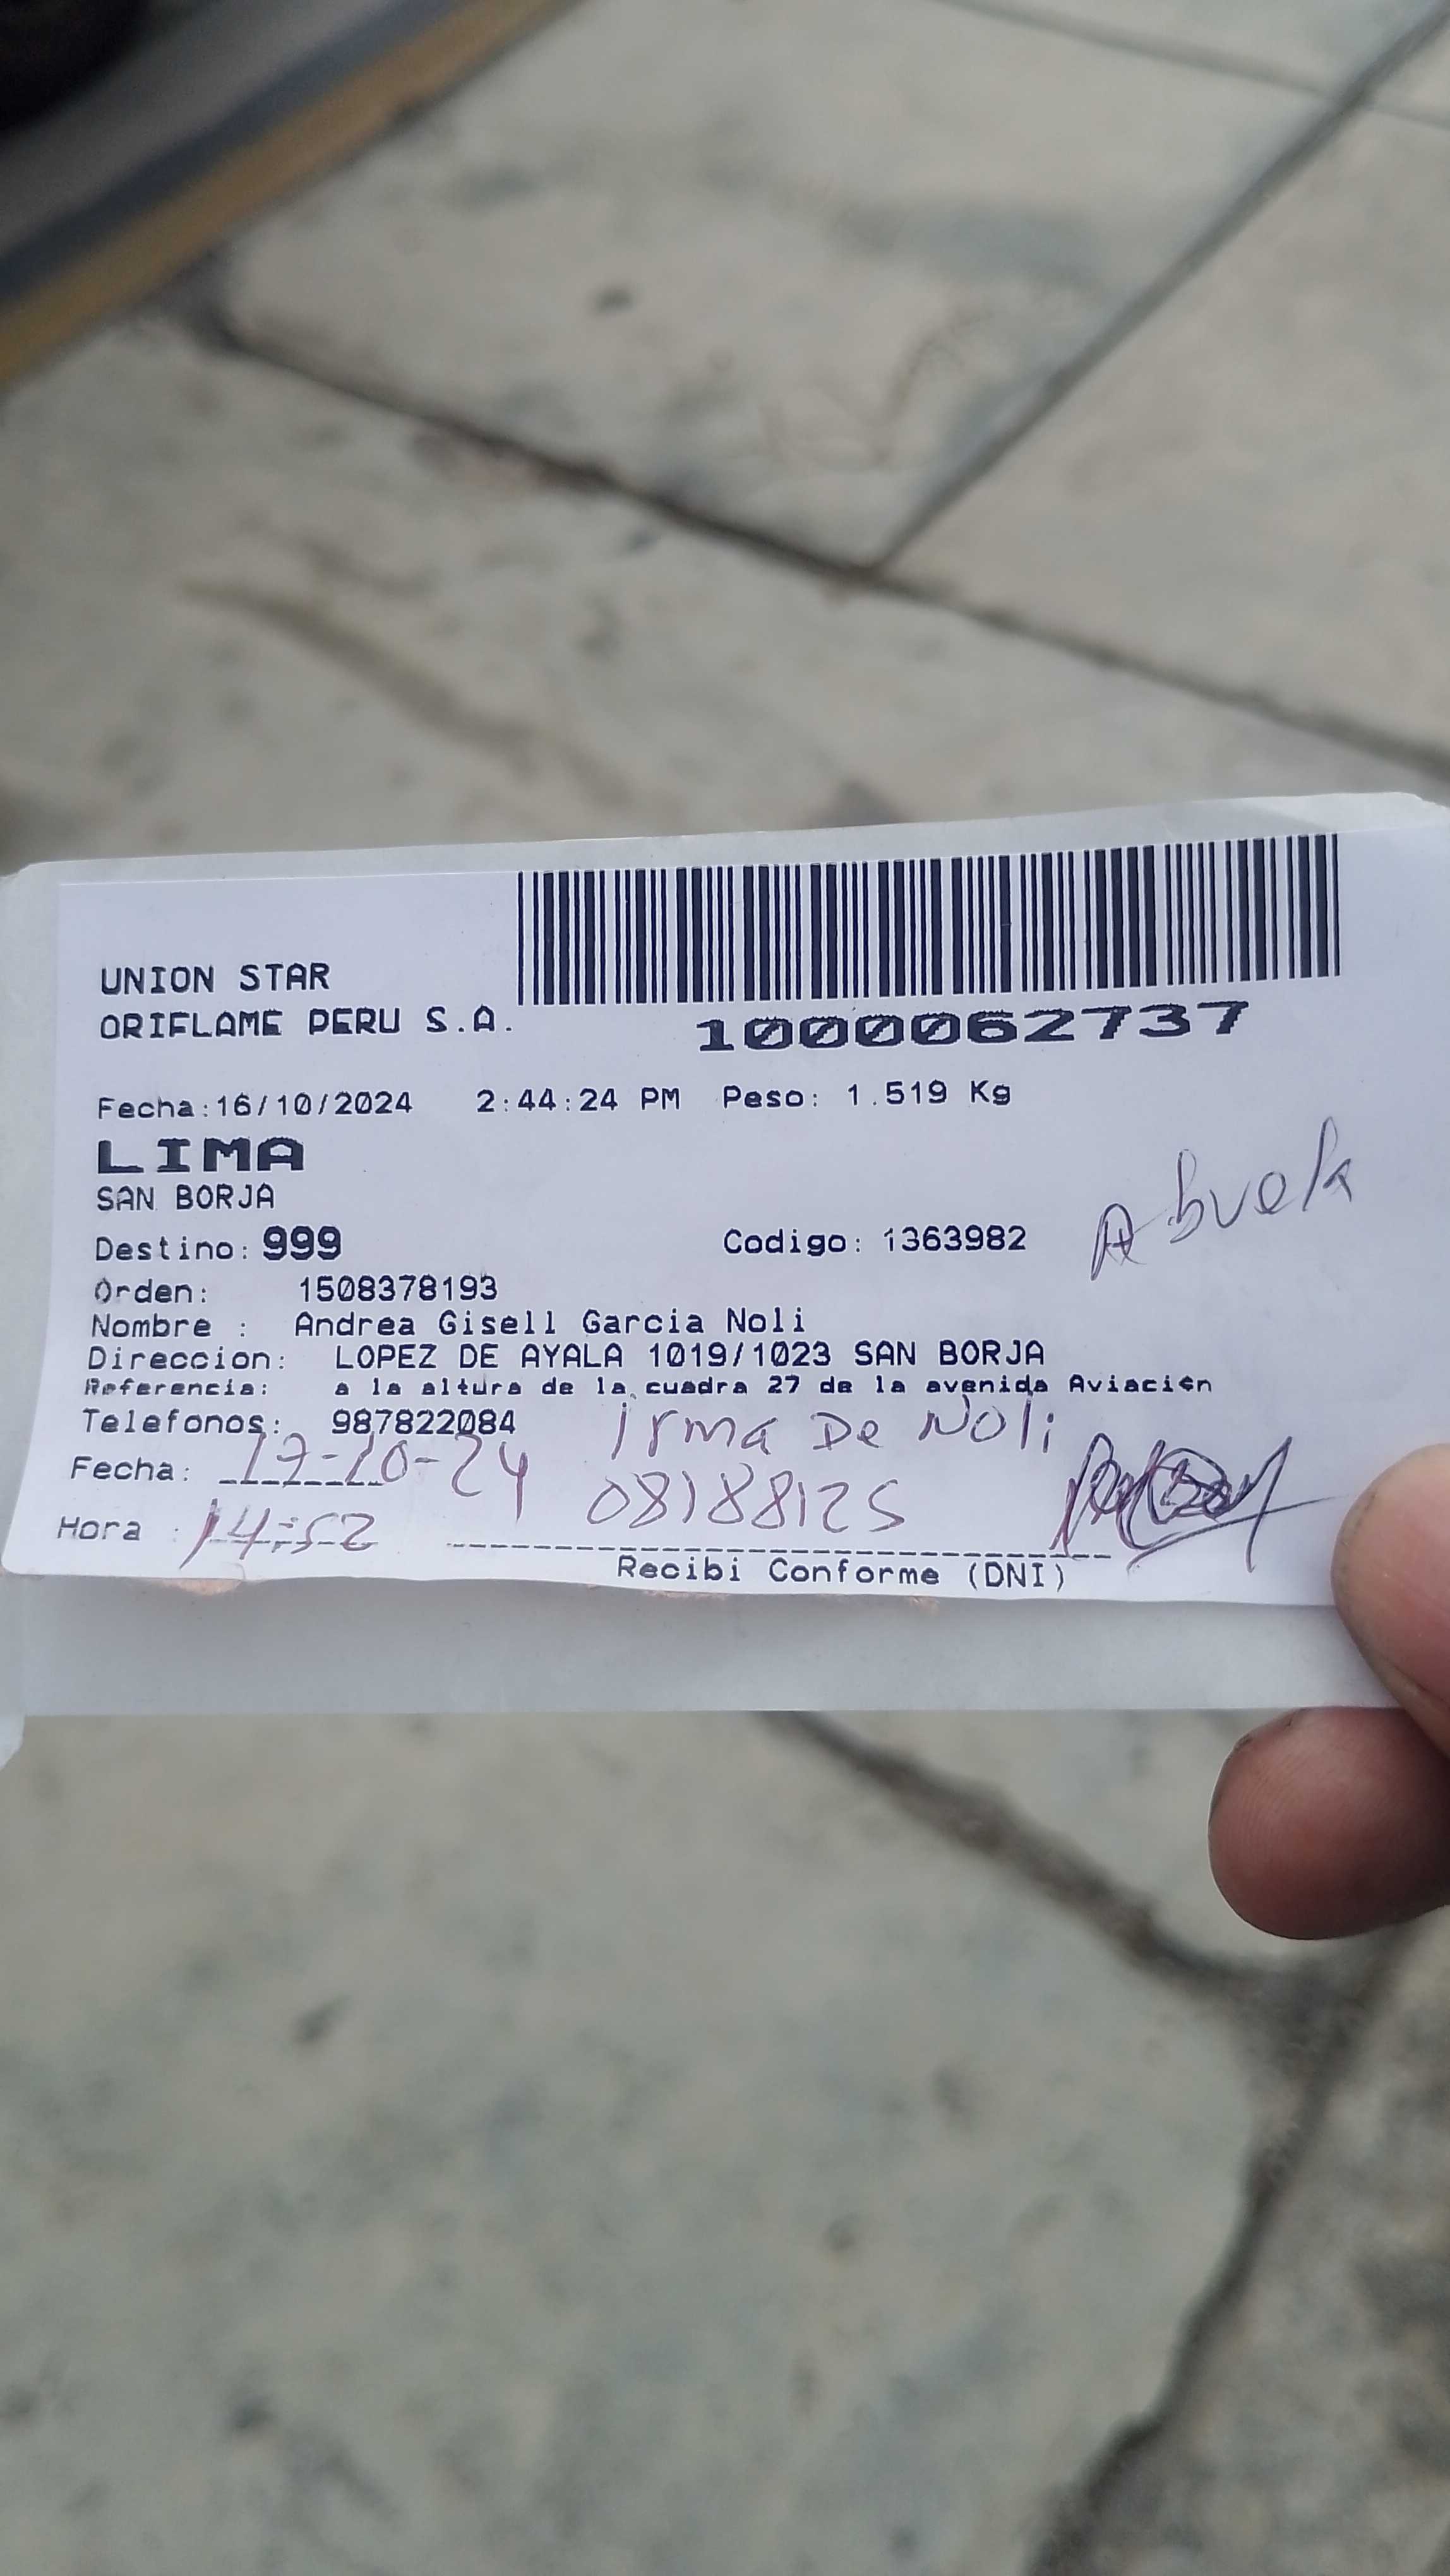 UNION STAR
ORIFLAME PERU S.A.
1000062737
Fecha:16/10/2024 2:44:24 PM Peso: 1.519 Kg
LIMA
SAN BORJA
Abuela
Destino: 999 Codigo: 1363982
Orden: 1508378193
Nombre : Andrea Gisell Garcia Noli
Direccion: LOPEZ DE AYALA 1019/1023 SAN BORJA
Referencia: a la altura de la cuadra 27 de la avenida Aviación
Telefonos: 987822084 Irma De Noli
Fecha: 17-10-24 08188125
Hora : 14:52
Recibi Conforme (DNI)